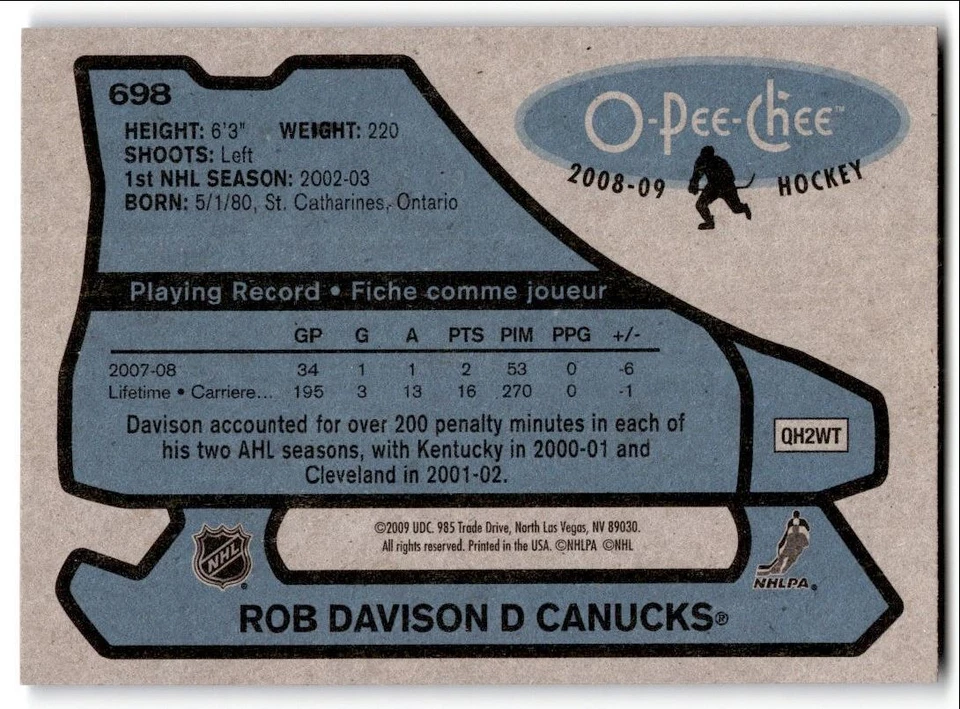 698
HEIGHT: 6'3" WEIGHT: 220
SHOOTS: Left
1st NHL SEASON: 2002-03
BORN: 5/1/80, St. Catharines, Ontario
O-Pee-Chee™
2008-09 HOCKEY
Playing Record • Fiche comme joueur
GP G A PTS PIM PPG +/-
2007-08 34 1 1 2 53 0 -6
Lifetime • Carriere... 195 3 13 16 270 0 -1
Davison accounted for over 200 penalty minutes in each of
his two AHL seasons, with Kentucky in 2000-01 and
Cleveland in 2001-02.
QH2WT
©2009 UDC. 985 Trade Drive, North Las Vegas, NV 89030.
All rights reserved. Printed in the USA. ©NHLPA ©NHL
NHL®
NHLPA®
ROB DAVISON D CANUCKS®